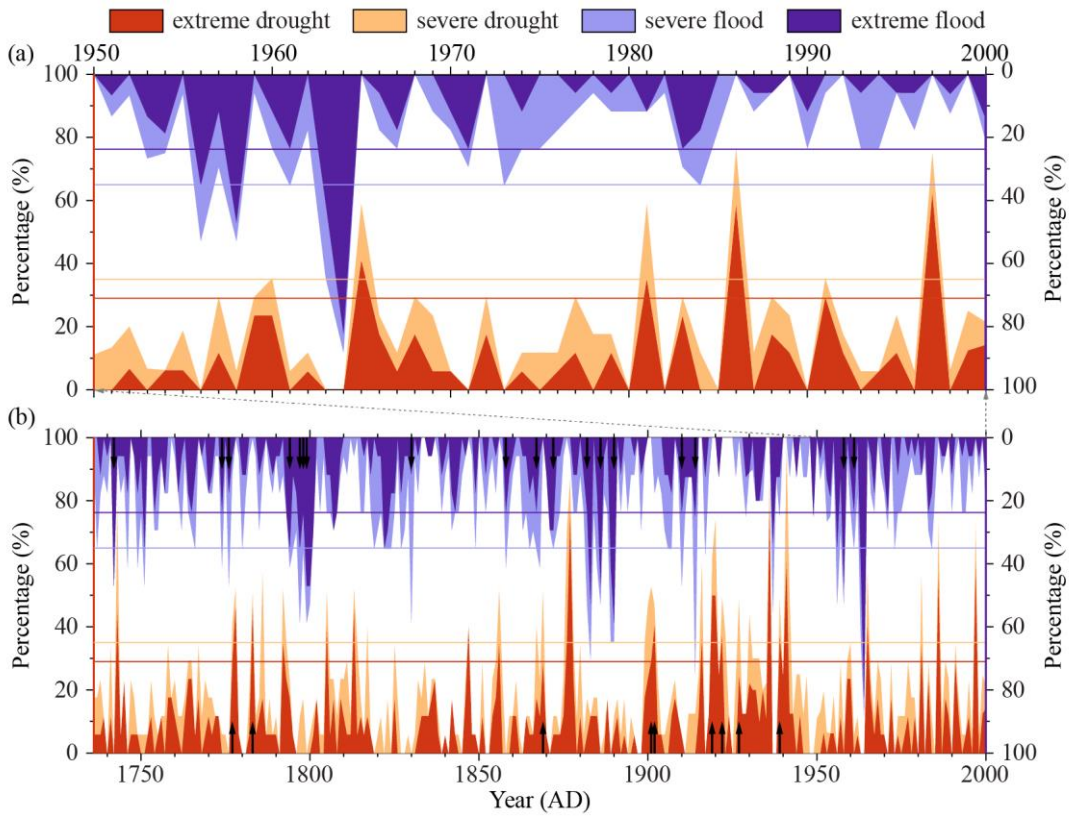 extreme drought severe drought severe flood extreme flood
(a)
1950 1960 1970 1980 1990 2000
100 0
80 20
60 40
40 60
20 80
0 100
Percentage (%)
Percentage (%)
(b)
100 0
80 20
60 40
40 60
20 80
0 100
Percentage (%)
Percentage (%)
1750 1800 1850 1900 1950 2000
Year (AD)